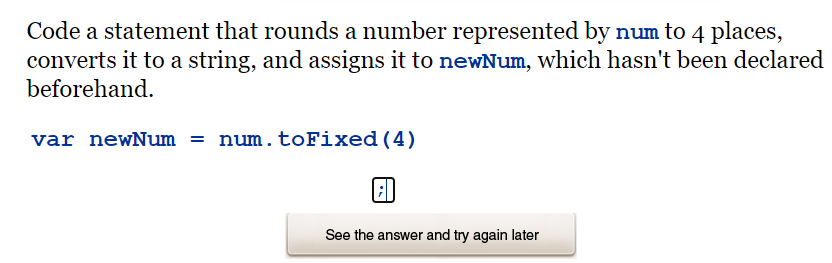 Code a statement that rounds a number represented by num to 4 places,
converts it to a string, and assigns it to newNum, which hasn't been declared
beforehand.
var newNum = num.toFixed(4)
;
See the answer and try again later